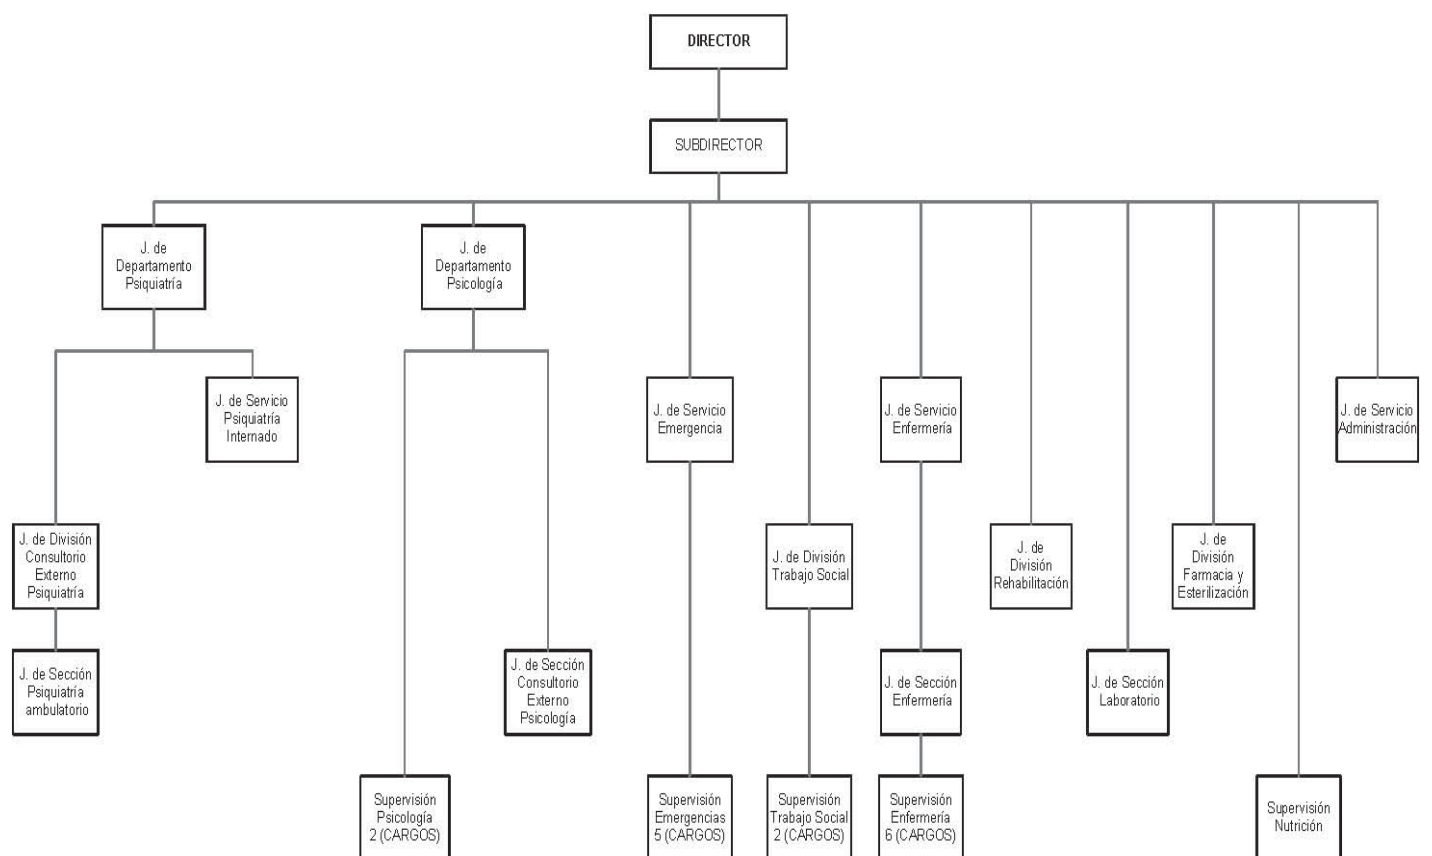 DIRECTOR
SUBDIRECTOR
J. de
Departamento
Psiquiatría
J. de
Departamento
Psicología
J. de Servicio
Psiquiatría
Internado
J. de Servicio
Emergencia
J. de Servicio
Enfermería
J. de Servicio
Administración
J. de División
Consultorio
Externo
Psiquiatría
J. de División
Trabajo Social
J. de
División
Rehabilitación
J. de
División
Farmacia y
Esterilización
J. de Sección
Psiquiatría
ambulatorio
J. de Sección
Consultorio
Externo
Psicología
J. de Sección
Enfermería
J. de Sección
Laboratorio
Supervisión
Psicología
2 (CARGOS)
Supervisión
Emergencias
5 (CARGOS)
Supervisión
Trabajo Social
2 (CARGOS)
Supervisión
Enfermería
6 (CARGOS)
Supervisión
Nutrición